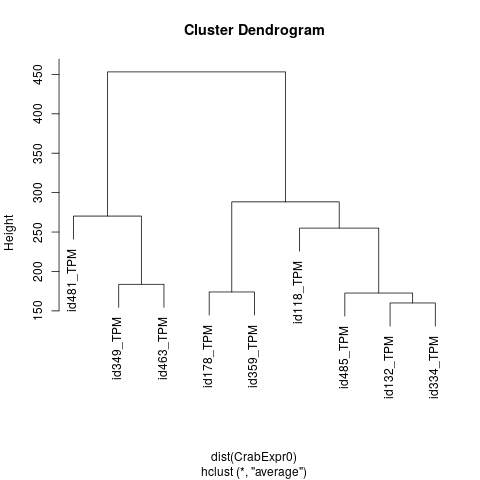 Cluster Dendrogram
Height
450
400
350
300
250
200
150
id481_TPM
id349_TPM
id463_TPM
id178_TPM
id359_TPM
id118_TPM
id485_TPM
id132_TPM
id334_TPM
dist(CrabExpr0)
hclust (*, "average")